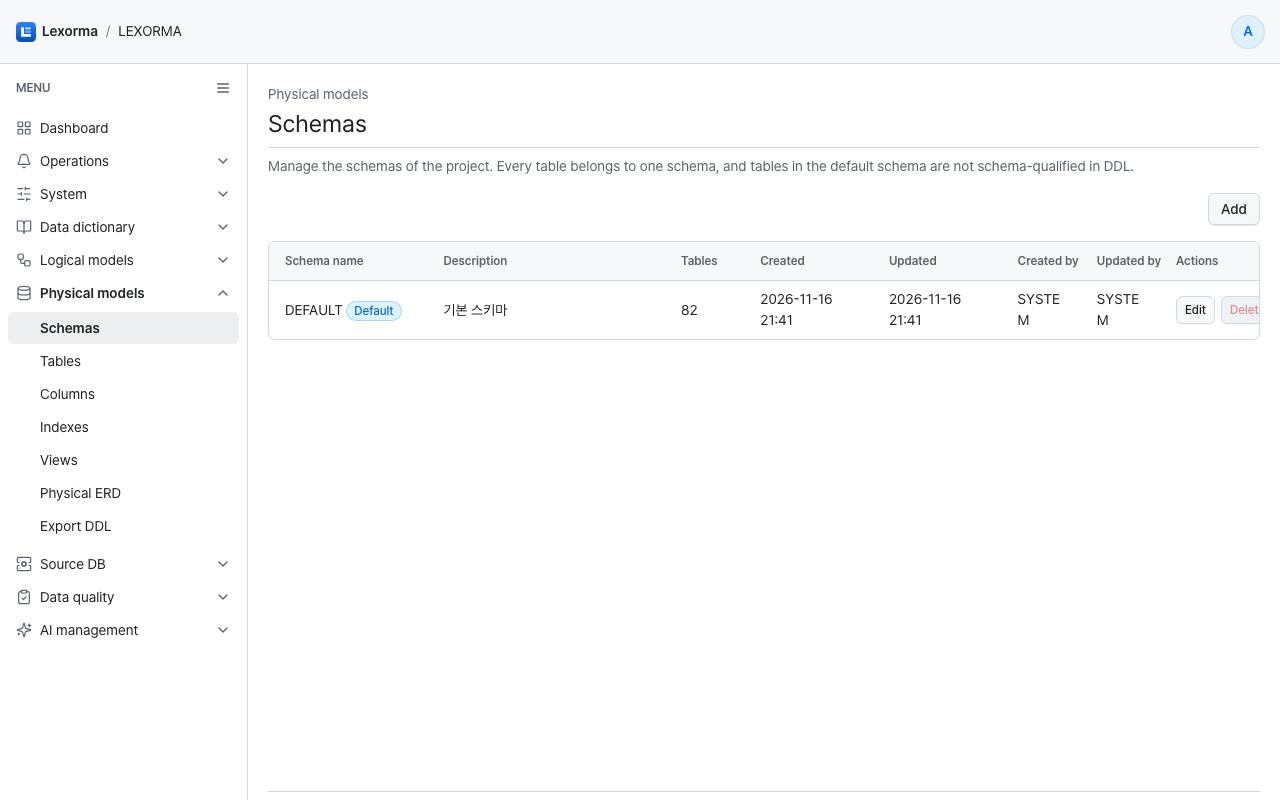 Lexorma / LEXORMA
A
MENU
Dashboard
Operations
System
Data dictionary
Logical models
Physical models
Schemas
Tables
Columns
Indexes
Views
Physical ERD
Export DDL
Source DB
Data quality
AI management
Physical models
Schemas
Manage the schemas of the project. Every table belongs to one schema, and tables in the default schema are not schema-qualified in DDL.
Add
Schema name Description Tables Created Updated Created by Updated by Actions
DEFAULT Default 기본 스키마 82 2026-11-16 21:41 2026-11-16 21:41 SYSTEM SYSTEM Edit Delet